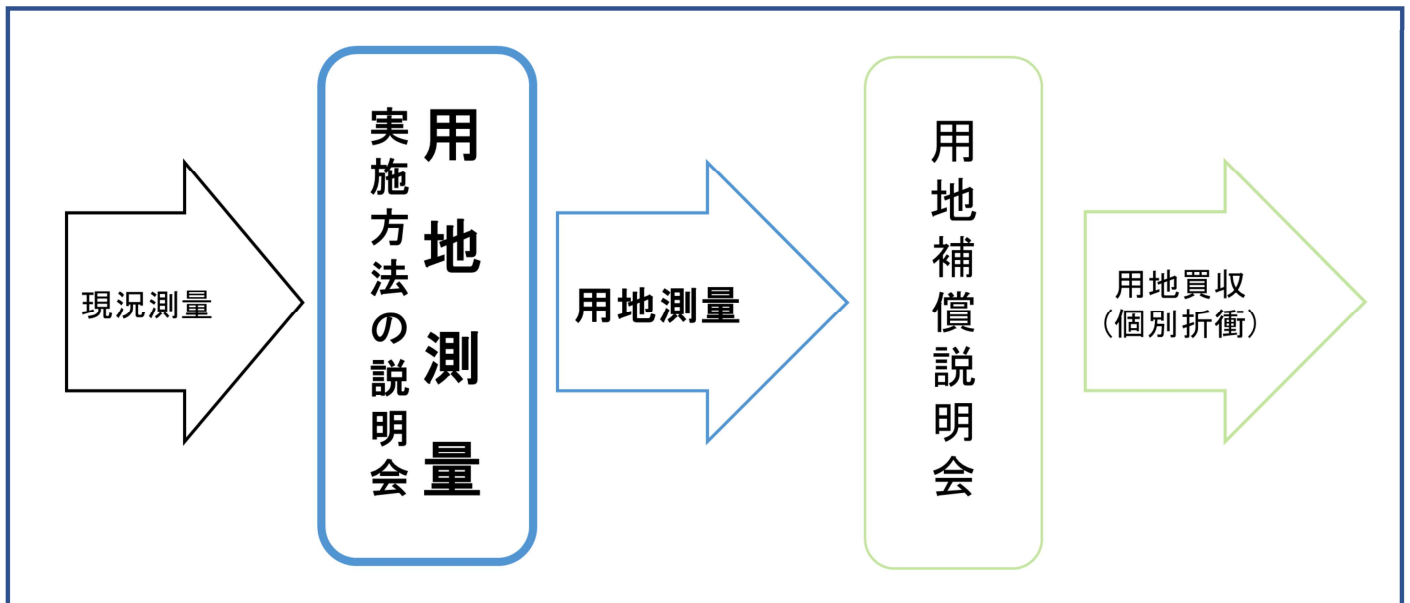 現況測量
用地測量
実施方法の説明会
用地測量
用地補償説明会
用地買収
(個別折衝)